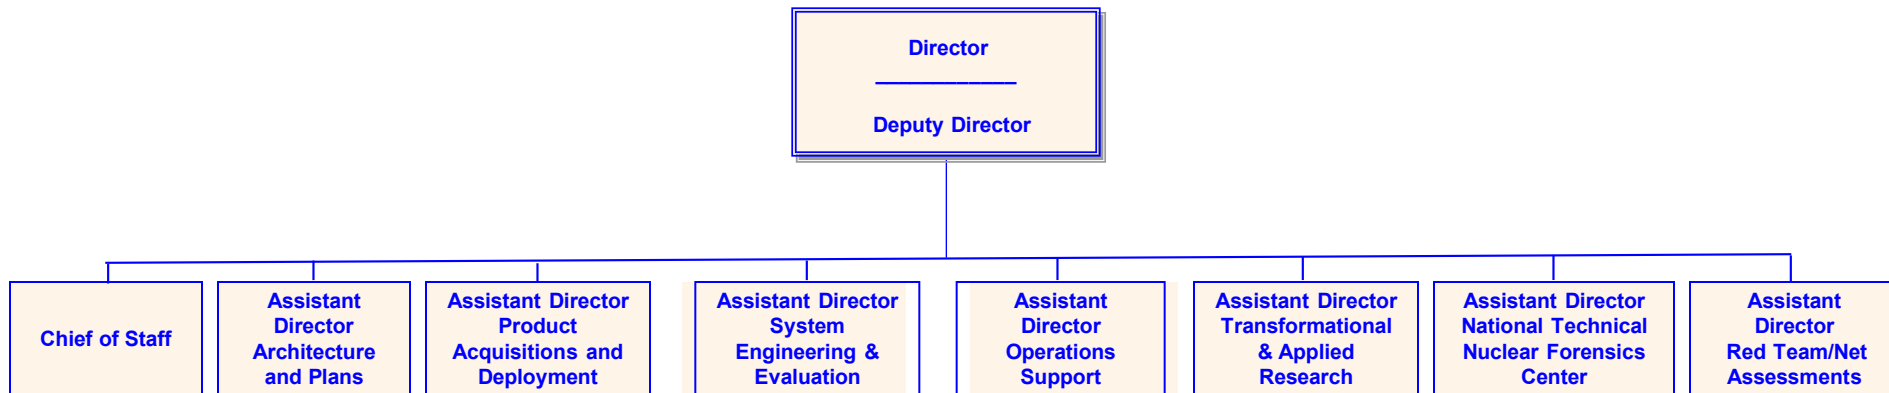 Director
Deputy Director
Chief of Staff
Assistant
Director
Architecture
and Plans
Assistant Director
Product
Acquisitions and
Deployment
Assistant Director
System
Engineering &
Evaluation
Assistant
Director
Operations
Support
Assistant Director
Transformational
& Applied
Research
Assistant Director
National Technical
Nuclear Forensics
Center
Assistant
Director
Red Team/Net
Assessments